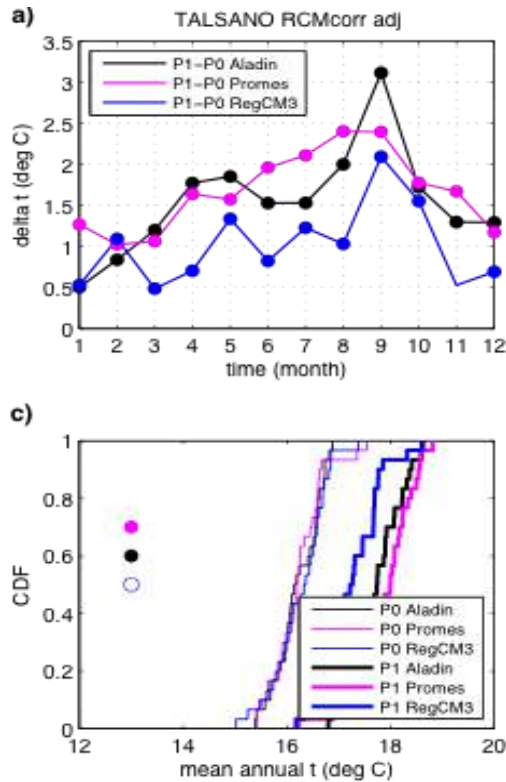 a)
TALSANO RCMcorr adj
P1-P0 Aladin
P1-P0 Promes
P1-P0 RegCM3
delta t (deg C)
3.5
3
2.5
2
1.5
1
0.5
0
1 2 3 4 5 6 7 8 9 10 11 12
time (month)
c)
CDF
1
0.8
0.6
0.4
0.2
0
P0 Aladin
P0 Promes
P0 RegCM3
P1 Aladin
P1 Promes
P1 RegCM3
12 14 16 18 20
mean annual t (deg C)